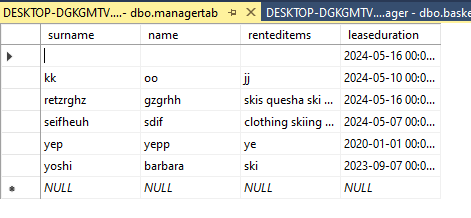 DESKTOP-DGKGMTV....- dbo.managertab DESKTOP-DGKGMTV....ager - dbo.baske
surname name renteditems leaseduration
2024-05-16 00:0...
kk oo jj 2024-05-10 00:0...
retzrghz gzgrhh skis quesha ski ... 2024-05-16 00:0...
seifheuh sdif clothing skiing ... 2024-05-16 00:0...
yep yepp ye 2020-01-01 00:0...
yoshi barbara ski 2023-09-07 00:0...
NULL NULL NULL NULL